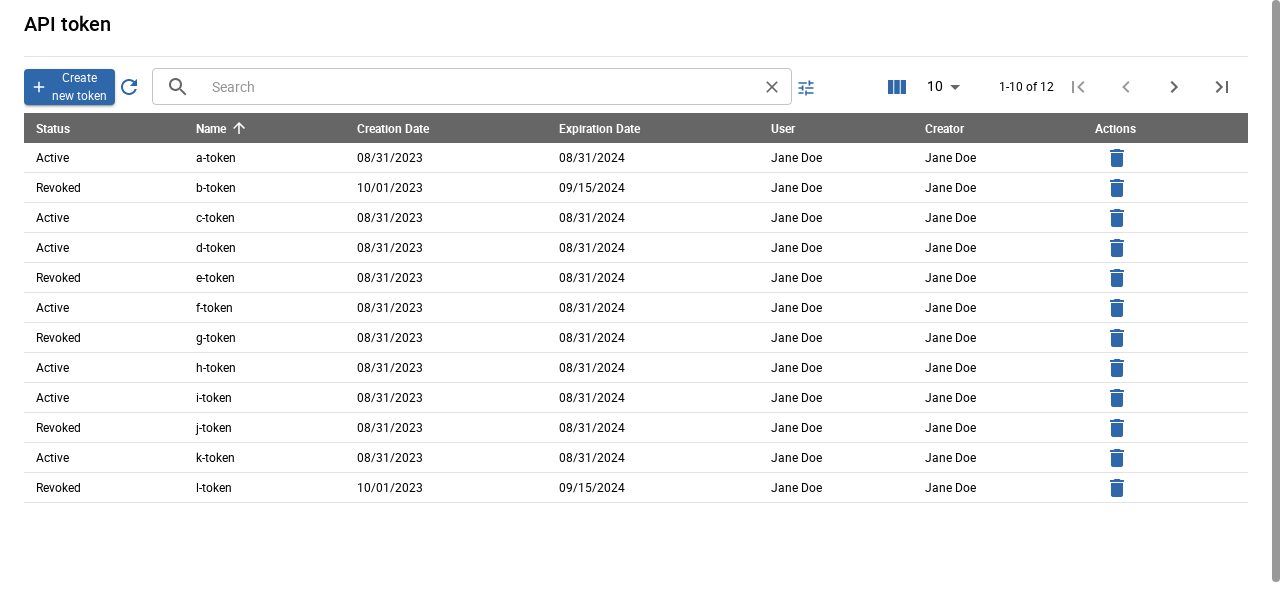 API token
Create
new token
Search
10
1-10 of 12
Status Name Creation Date Expiration Date User Creator Actions
Active a-token 08/31/2023 08/31/2024 Jane Doe Jane Doe
Revoked b-token 10/01/2023 09/15/2024 Jane Doe Jane Doe
Active c-token 08/31/2023 08/31/2024 Jane Doe Jane Doe
Active d-token 08/31/2023 08/31/2024 Jane Doe Jane Doe
Revoked e-token 08/31/2023 08/31/2024 Jane Doe Jane Doe
Active f-token 08/31/2023 08/31/2024 Jane Doe Jane Doe
Revoked g-token 08/31/2023 08/31/2024 Jane Doe Jane Doe
Active h-token 08/31/2023 08/31/2024 Jane Doe Jane Doe
Active i-token 08/31/2023 08/31/2024 Jane Doe Jane Doe
Revoked j-token 08/31/2023 08/31/2024 Jane Doe Jane Doe
Active k-token 08/31/2023 08/31/2024 Jane Doe Jane Doe
Revoked l-token 10/01/2023 09/15/2024 Jane Doe Jane Doe